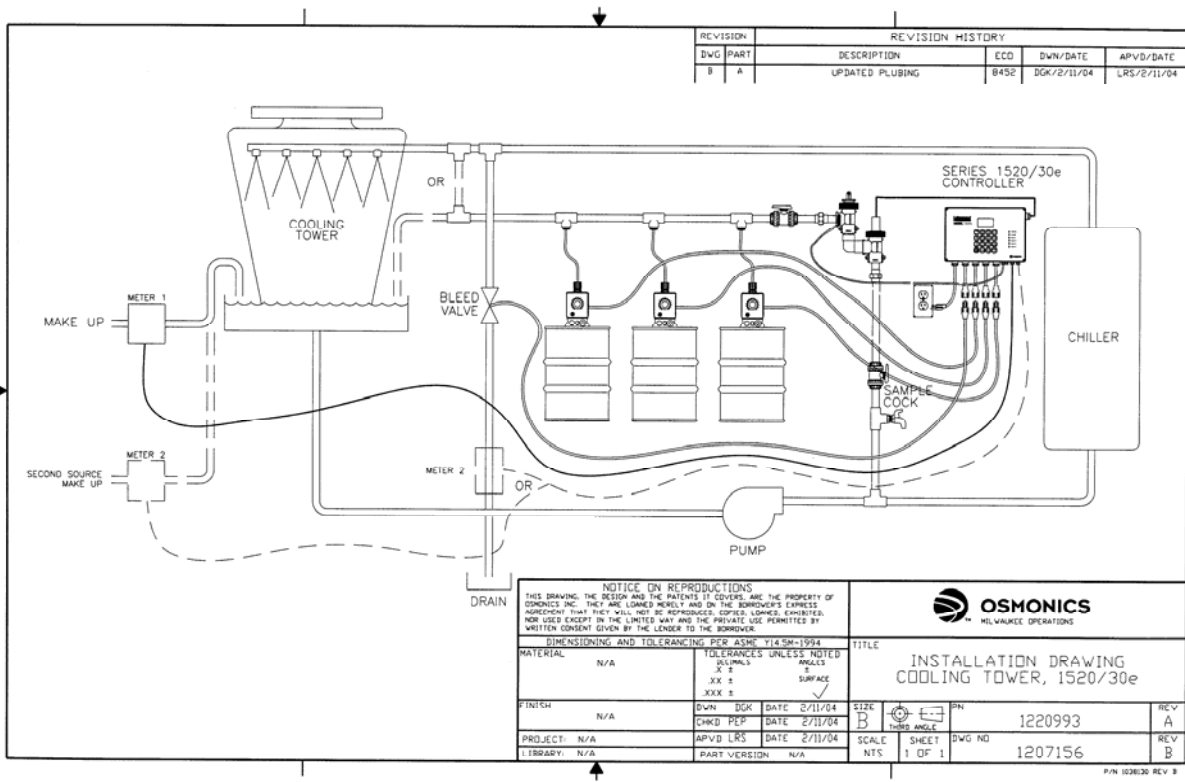 REVISION
REVISION HISTORY
DWG PART DESCRIPTION ECO DWN/DATE APVD/DATE
B A UPDATED PLUBING 8452 DGK/2/11/04 LRS/2/11/04
OR
SERIES 1520/30e
CONTROLLER
COOLING
TOWER
METER 1
MAKE UP
BLEED
VALVE
CHILLER
SAMPLE
COCK
METER 2
SECOND SOURCE
MAKE UP
METER 2
OR
PUMP
DRAIN
NOTICE ON REPRODUCTIONS
THIS DRAWING, THE DESIGN AND THE PATENTS IT COVERS, ARE THE PROPERTY OF
OSMONICS INC. THEY ARE LOANED MERELY AND ON THE BORROWER'S EXPRESS
AGREEMENT THAT THEY WILL NOT BE REPRODUCED, COPIED, LOANED, EXHIBITED,
NOR USED EXCEPT IN THE LIMITED WAY AND THE PRIVATE USE PERMITTED BY
WRITTEN CONSENT GIVEN BY THE LENDER TO THE BORROWER.
DIMENSIONING AND TOLERANCING PER ASME Y14.5M-1994
MATERIAL
N/A
TOLERANCES UNLESS NOTED
DECIMALS ANGLES
.X ± ±
.XX ± SURFACE
.XXX ±
FINISH
N/A
PROJECT: N/A
LIBRARY: N/A
DWN DGK DATE 2/11/04
CHKD PEP DATE 2/11/04
APVD LRS DATE 2/11/04
PART VERSION N/A
OSMONICS
MILWAUKEE OPERATIONS
TITLE
INSTALLATION DRAWING
COOLING TOWER, 1520/30e
SIZE
B
THIRD ANGLE
PN
1220993
REV
A
SCALE
NTS
SHEET
1 OF 1
DWG NO
1207156
REV
B
P/N 1038130 REV B